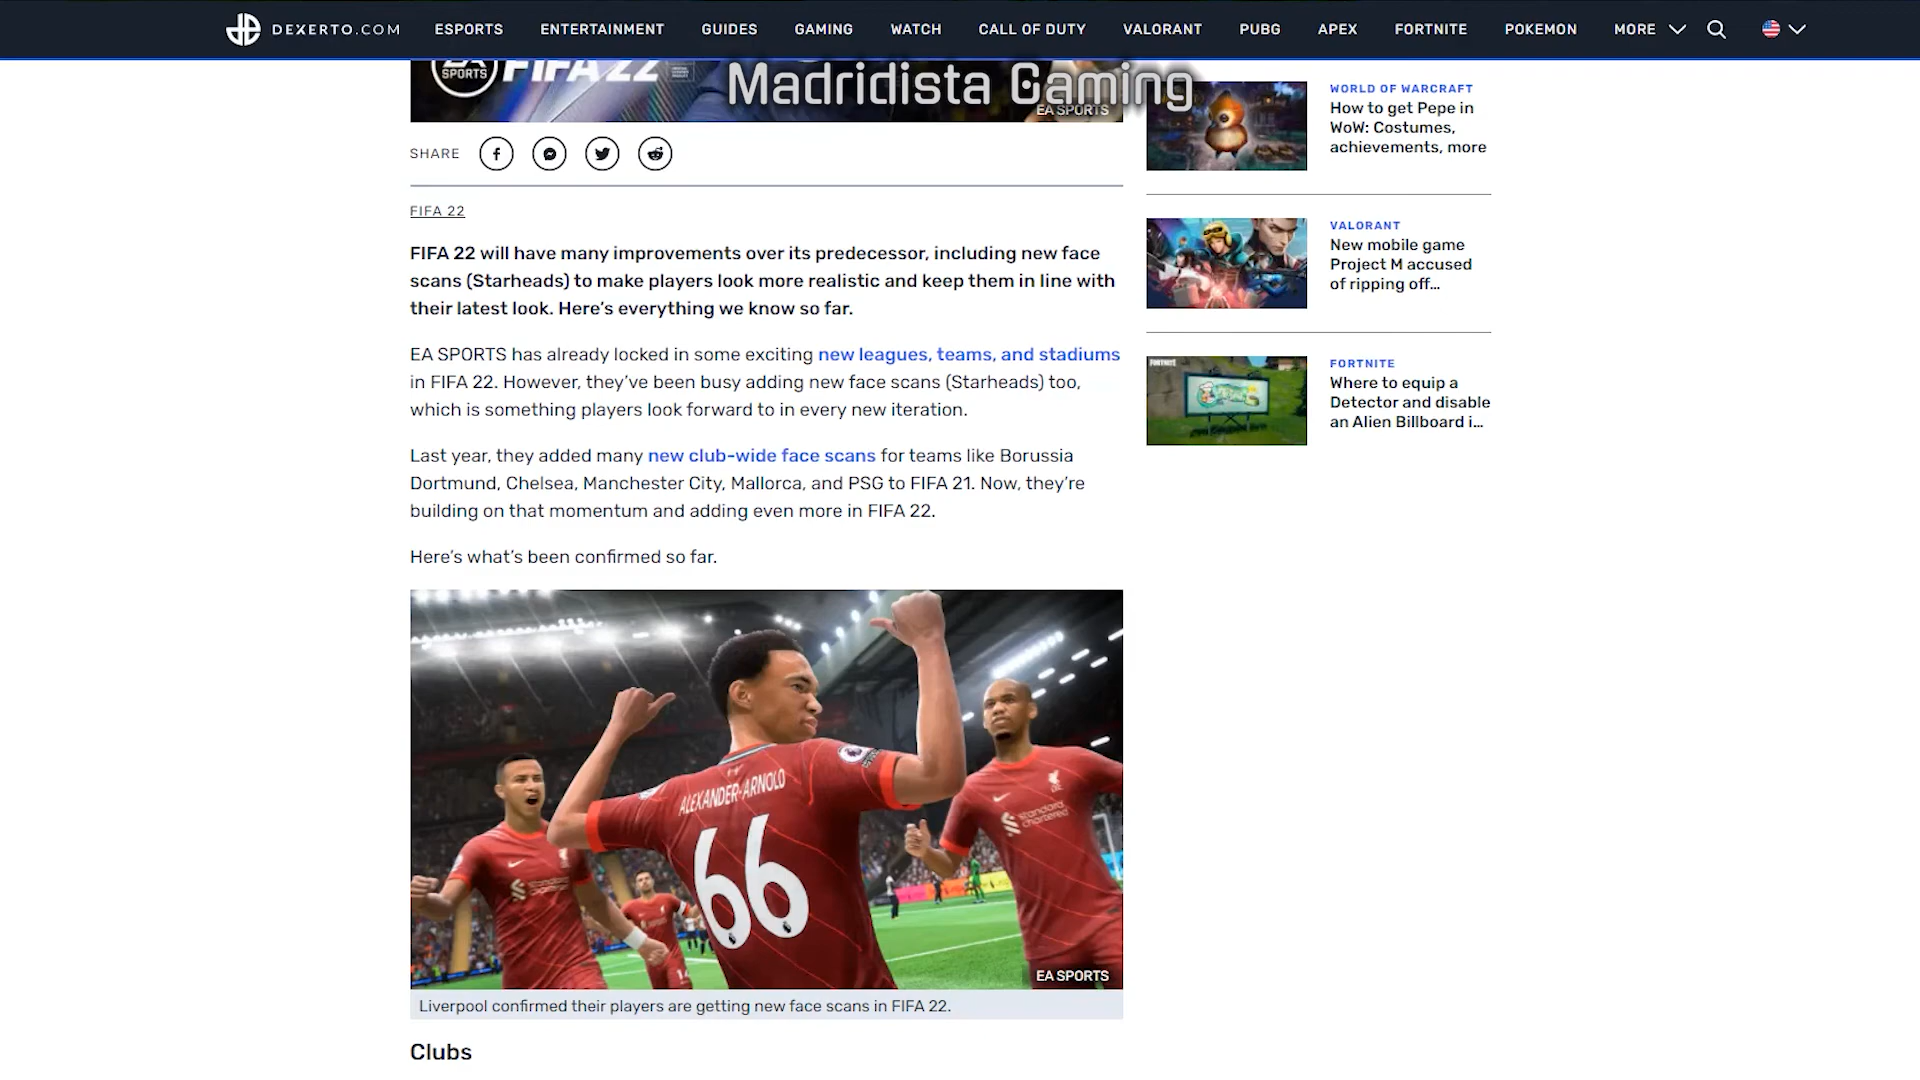 DEXERTO.COM
ESPORTS
ENTERTAINMENT
GUIDES
GAMING
WATCH
CALL OF DUTY
VALORANT
PUBG
APEX
FORTNITE
POKEMON
MORE
EA
SPORTS
FIFA 22
Madridista Gaming
EA SPORTS
SHARE
FIFA 22
FIFA 22 will have many improvements over its predecessor, including new face
scans (Starheads) to make players look more realistic and keep them in line with
their latest look. Here's everything we know so far.
EA SPORTS has already locked in some exciting new leagues, teams, and stadiums
in FIFA 22. However, they've been busy adding new face scans (Starheads) too,
which is something players look forward to in every new iteration.
Last year, they added many new club-wide face scans for teams like Borussia
Dortmund, Chelsea, Manchester City, Mallorca, and PSG to FIFA 21. Now, they're
building on that momentum and adding even more in FIFA 22.
Here's what's been confirmed so far.
ALEXANDER-ARNOLD
66
standard
chartered
EA SPORTS
Liverpool confirmed their players are getting new face scans in FIFA 22.
Clubs
WORLD OF WARCRAFT
How to get Pepe in
WoW: Costumes,
achievements, more
VALORANT
New mobile game
Project M accused
of ripping off...
FORTNITE
FORTNITE
Where to equip a
Detector and disable
an Alien Billboard i...